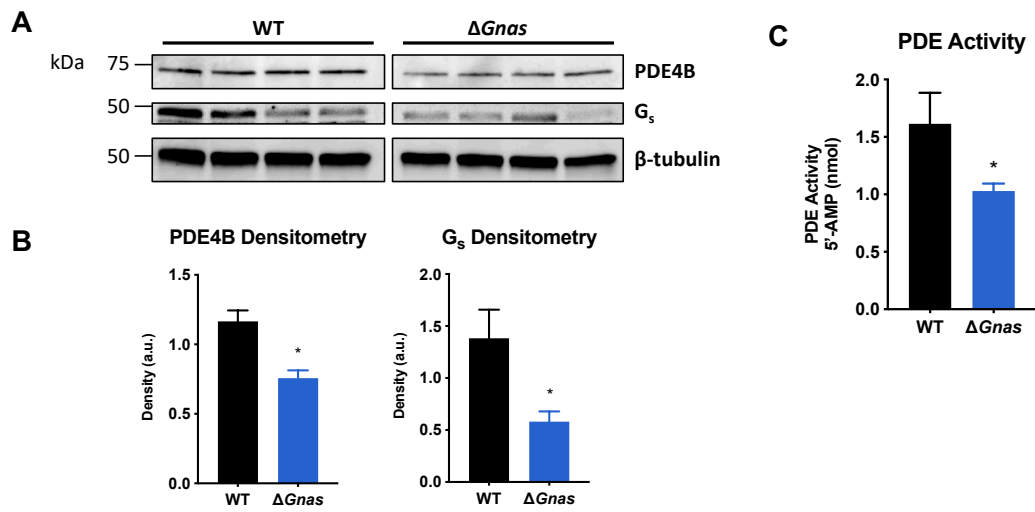 A
WT
ΔGnas
kDa
75
PDE4B
50
Gs
50
β-tubulin
B
PDE4B Densitometry
Density (a.u.)
1.5
1.0
0.5
0.0
*
WT
ΔGnas
Gs Densitometry
Density (a.u.)
2.0
1.5
1.0
0.5
0.0
*
WT
ΔGnas
C
PDE Activity
PDE Activity
5'-AMP (nmol)
2.0
1.5
1.0
0.5
0.0
*
WT
ΔGnas